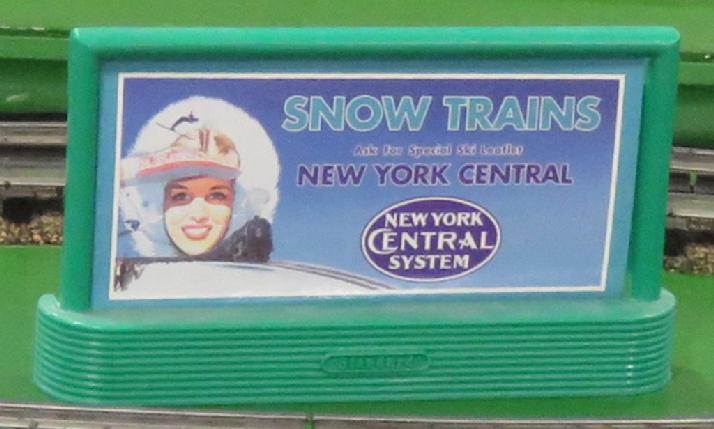 SNOW TRAINS
Ask For Special Ski Leaflet
NEW YORK CENTRAL
NEW YORK
CENTRAL
SYSTEM